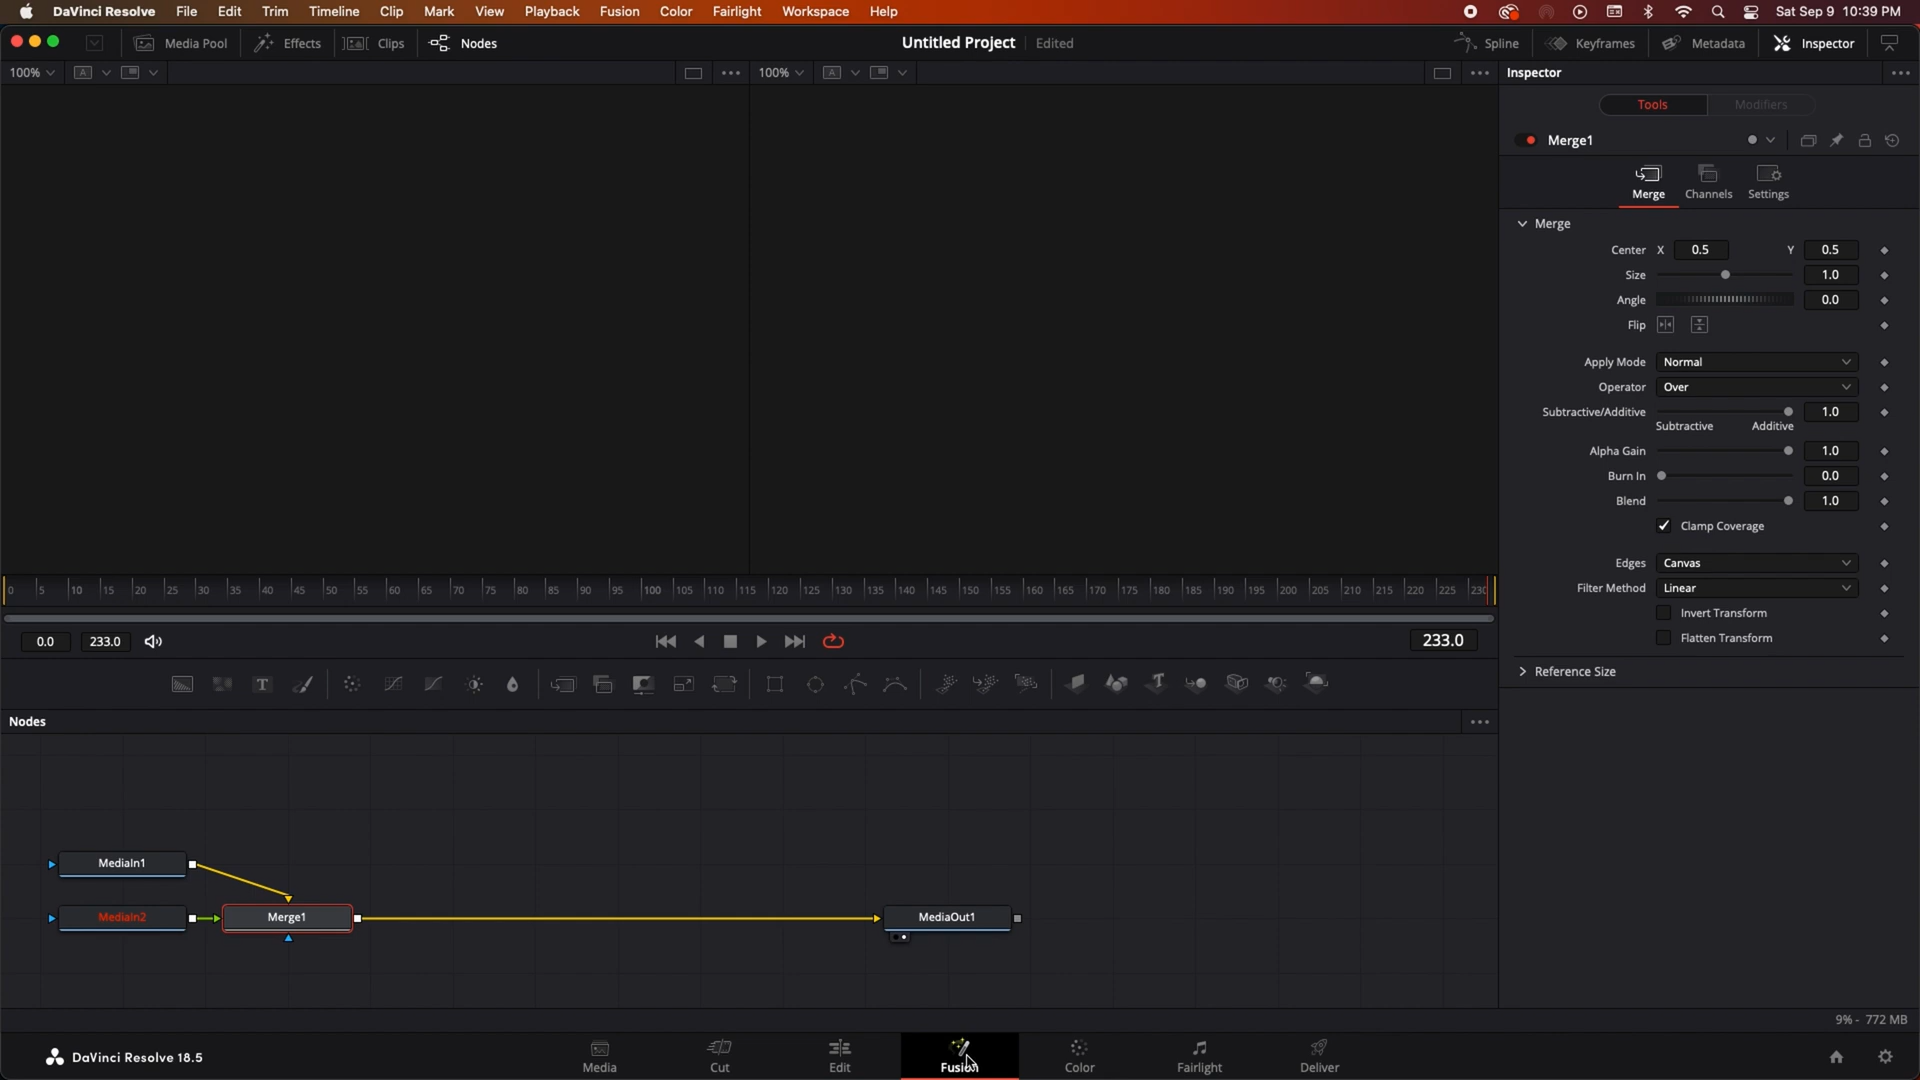 DaVinci Resolve File Edit Trim Timeline Clip Mark View Playback Fusion Color Fairlight Workspace Help Sat Sep 9 10:39 PM
Media Pool Effects Clips Nodes Untitled Project Edited Spline Keyframes Metadata Inspector
100% A 100% A Inspector
Tools Modifiers
Merge1
Merge Channels Settings
Merge
Center X 0.5 Y 0.5
Size 1.0
Angle 0.0
Flip
Apply Mode Normal
Operator Over
Subtractive/Additive 1.0
Subtractive Additive
Alpha Gain 1.0
Burn In 0.0
Blend 1.0
Clamp Coverage
Edges Canvas
Filter Method Linear
Invert Transform
Flatten Transform
Reference Size
0 5 10 15 20 25 30 35 40 45 50 55 60 65 70 75 80 85 90 95 100 105 110 115 120 125 130 135 140 145 150 155 160 165 170 175 180 185 190 195 200 205 210 215 220 225
0.0 233.0 233.0
T
Nodes
MediaIn1
MediaIn2 Merge1 MediaOut1
9% - 772 MB
DaVinci Resolve 18.5
Media Cut Edit Fusion Color Fairlight Deliver